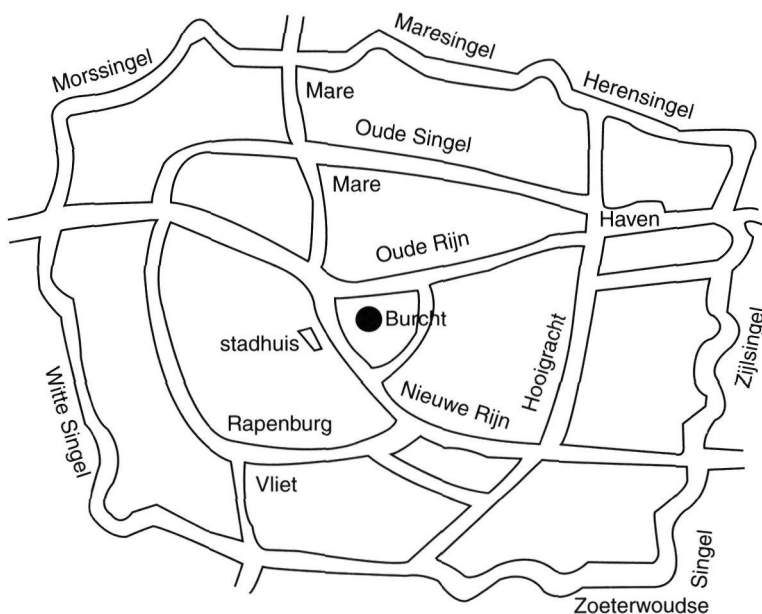 Maresingel
Morssingel
Herensingel
Mare
Oude Singel
Mare
Haven
Oude Rijn
Burcht
stadhuis
Hooigracht
Zijlsingel
Witte Singel
Nieuwe Rijn
Rapenburg
Vliet
Singel
Zoeterwoudse